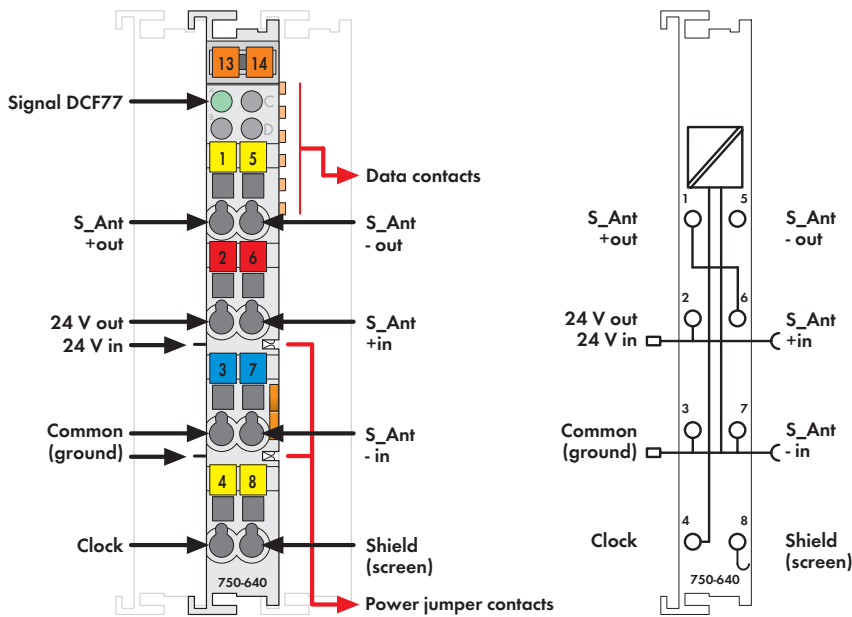 13 14
A
Signal DCF77
C
B
D
1 5
Data contacts
S_Ant
+out
S_Ant
- out
2 6
24 V out
24 V in
S_Ant
+in
3 7
Common
(ground)
S_Ant
- in
4 8
Clock
Shield
(screen)
750-640
Power jumper contacts
1 5
S_Ant
+out
S_Ant
- out
2 6
24 V out
24 V in
S_Ant
+in
3 7
Common
(ground)
S_Ant
- in
4 8
Clock
Shield
(screen)
750-640